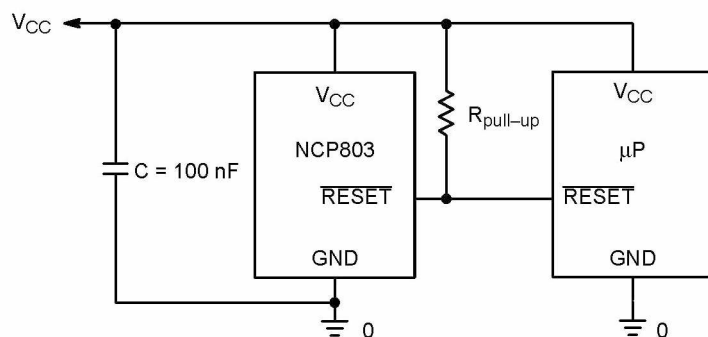 VCC
C = 100 nF
VCC
NCP803
RESET
GND
0
Rpull–up
VCC
μP
RESET
GND
0